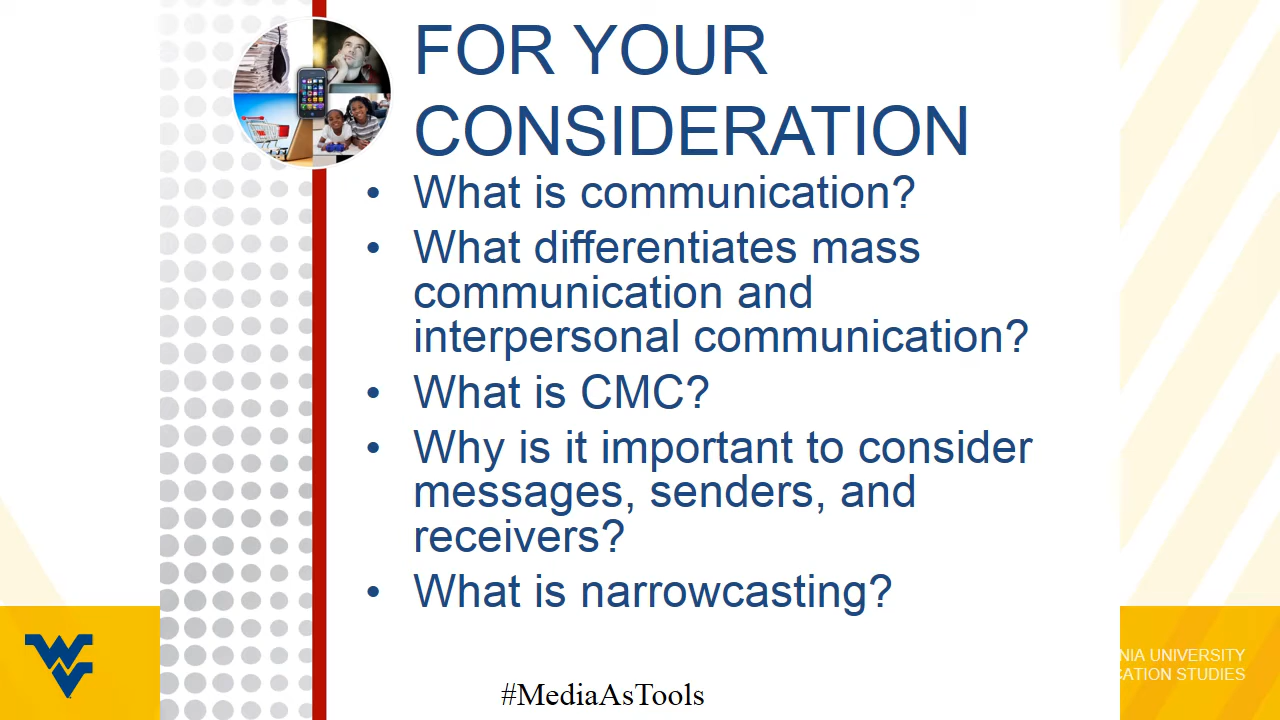 FOR YOUR
CONSIDERATION
• What is communication?
• What differentiates mass
communication and
interpersonal communication?
• What is CMC?
• Why is it important to consider
messages, senders, and
receivers?
• What is narrowcasting?
NIA UNIVERSITY
CATION STUDIES
#MediaAsTools